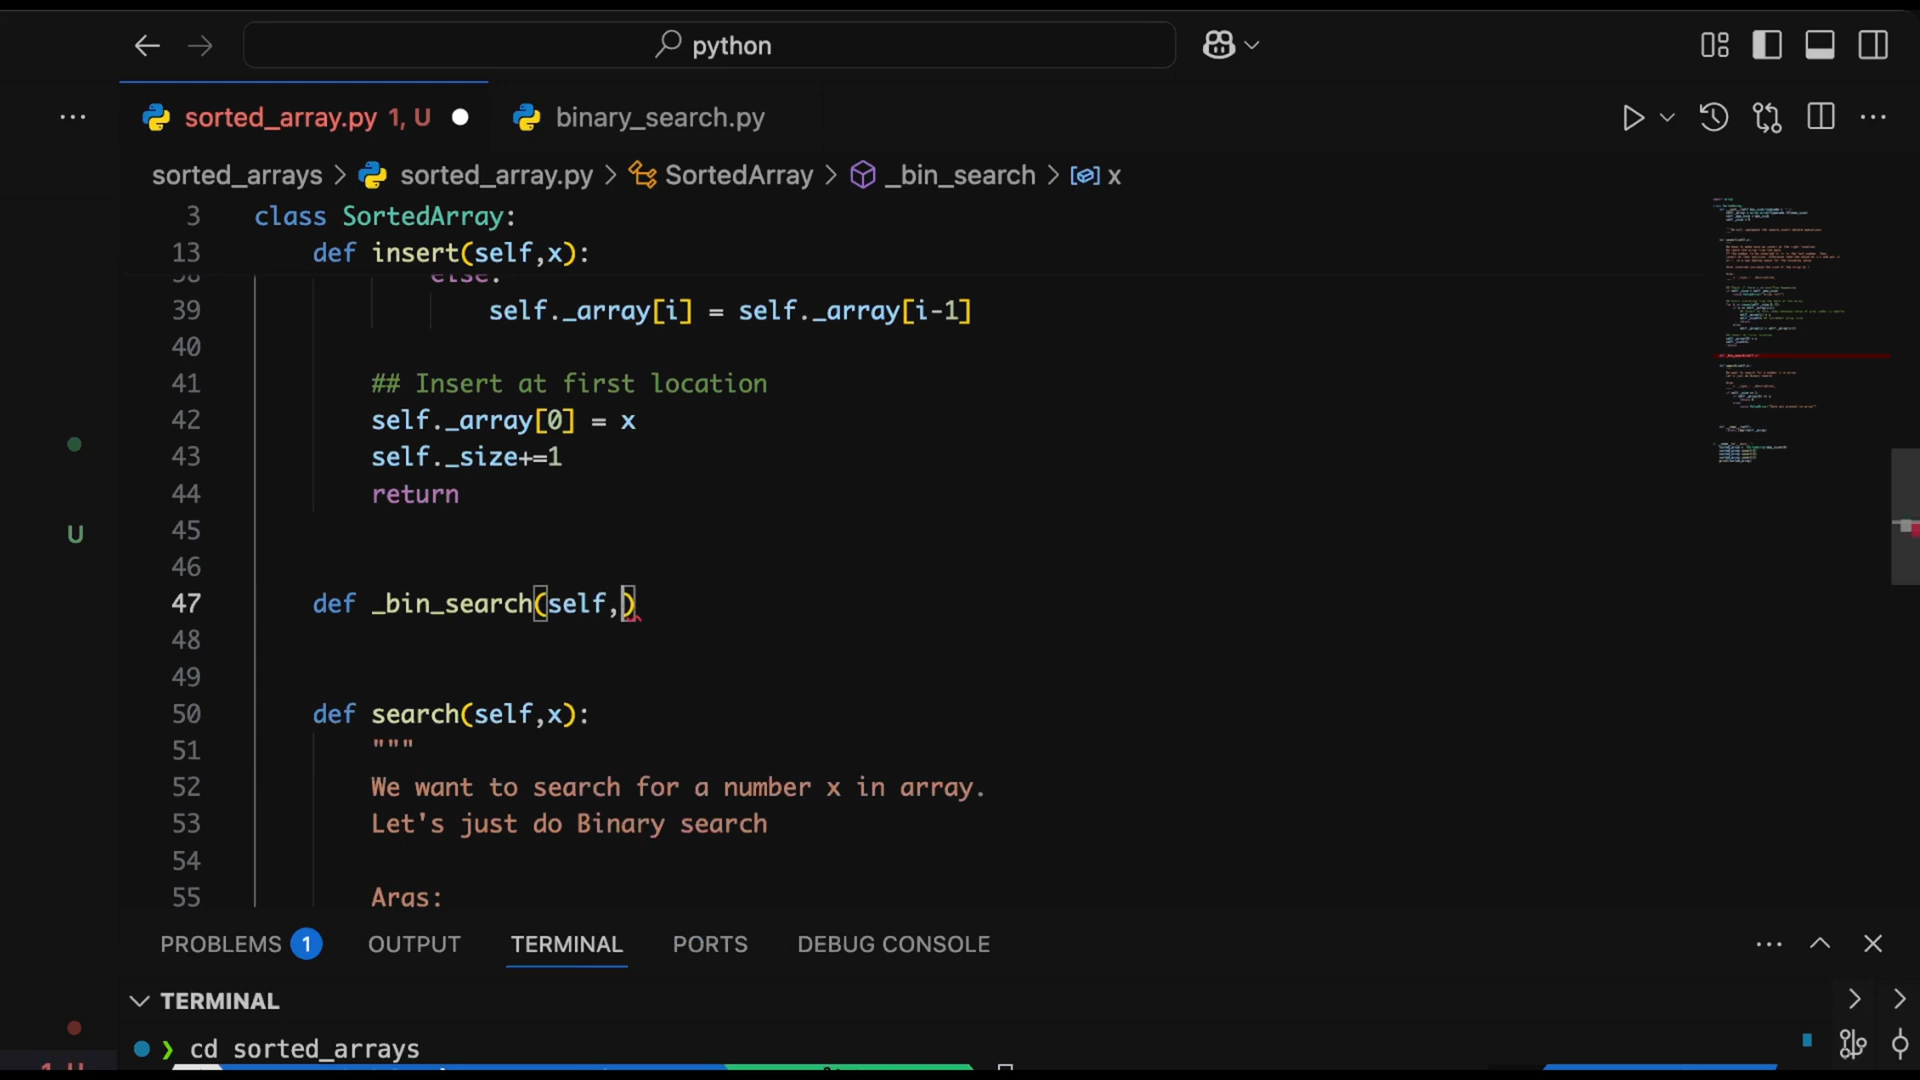 python
sorted_array.py 1, U
binary_search.py
sorted_arrays > sorted_array.py > SortedArray > _bin_search > x
3 class SortedArray:
13 def insert(self,x):
38 else:
39 self._array[i] = self._array[i-1]
40
41 ## Insert at first location
42 self._array[0] = x
43 self._size+=1
44 return
45
46
47 def _bin_search(self,)
48
49
50 def search(self,x):
51 """
52 We want to search for a number x in array.
53 Let's just do Binary search
54
55 Args:
U
PROBLEMS 1 OUTPUT TERMINAL PORTS DEBUG CONSOLE
TERMINAL
❯ cd sorted_arrays